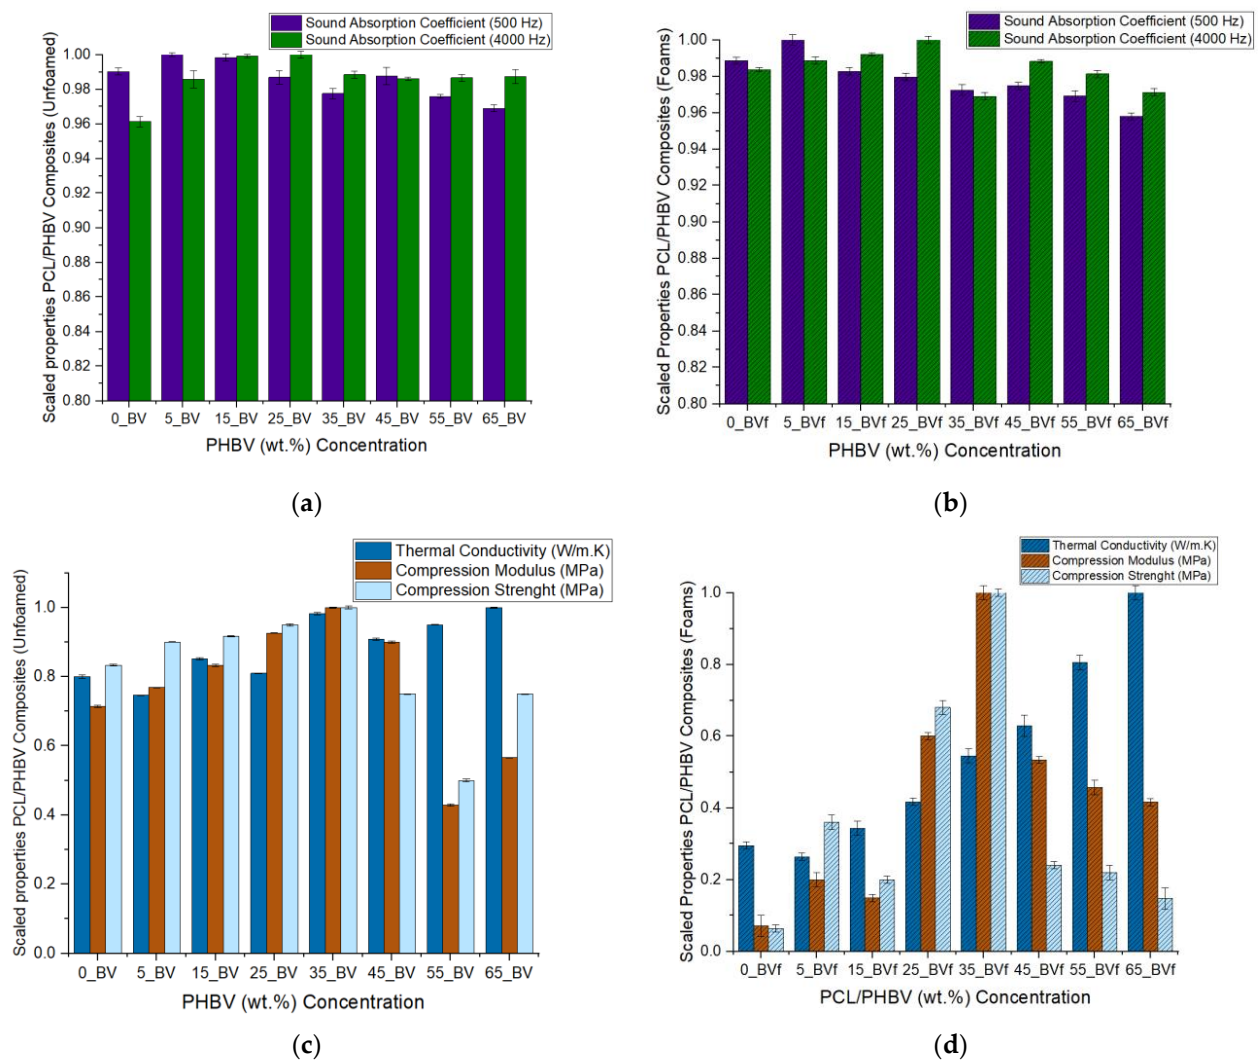 Sound Absorption Coefficient (500 Hz)
Sound Absorption Coefficient (4000 Hz)
Scaled properties PCL/PHBV Composites (Unfoamed)
1.00
0.98
0.96
0.94
0.92
0.90
0.88
0.86
0.84
0.82
0.80
0_BV 5_BV 15_BV 25_BV 35_BV 45_BV 55_BV 65_BV
PHBV (wt.%) Concentration
(a)
Sound Absorption Coefficient (500 Hz)
Sound Absorption Coefficient (4000 Hz)
Scaled Properties PCL/PHBV Composites (Foams)
1.00
0.98
0.96
0.94
0.92
0.90
0.88
0.86
0.84
0.82
0.80
0_BVf 5_BVf 15_BVf 25_BVf 35_BVf 45_BVf 55_BVf 65_BVf
PHBV (wt.%) Concentration
(b)
Thermal Conductivity (W/m.K)
Compression Modulus (MPa)
Compression Strenght (MPa)
Scaled properties PCL/PHBV Composites (Unfoamed)
1.0
0.8
0.6
0.4
0.2
0.0
0_BV 5_BV 15_BV 25_BV 35_BV 45_BV 55_BV 65_BV
PHBV (wt.%) Concentration
(c)
Thermal Conductivity (W/m.K)
Compression Modulus (MPa)
Compression Strenght (MPa)
Scaled Properties PCL/PHBV Composites (Foams)
1.0
0.8
0.6
0.4
0.2
0.0
0_BVf 5_BVf 15_BVf 25_BVf 35_BVf 45_BVf 55_BVf 65_BVf
PCL/PHBV (wt.%) Concentration
(d)